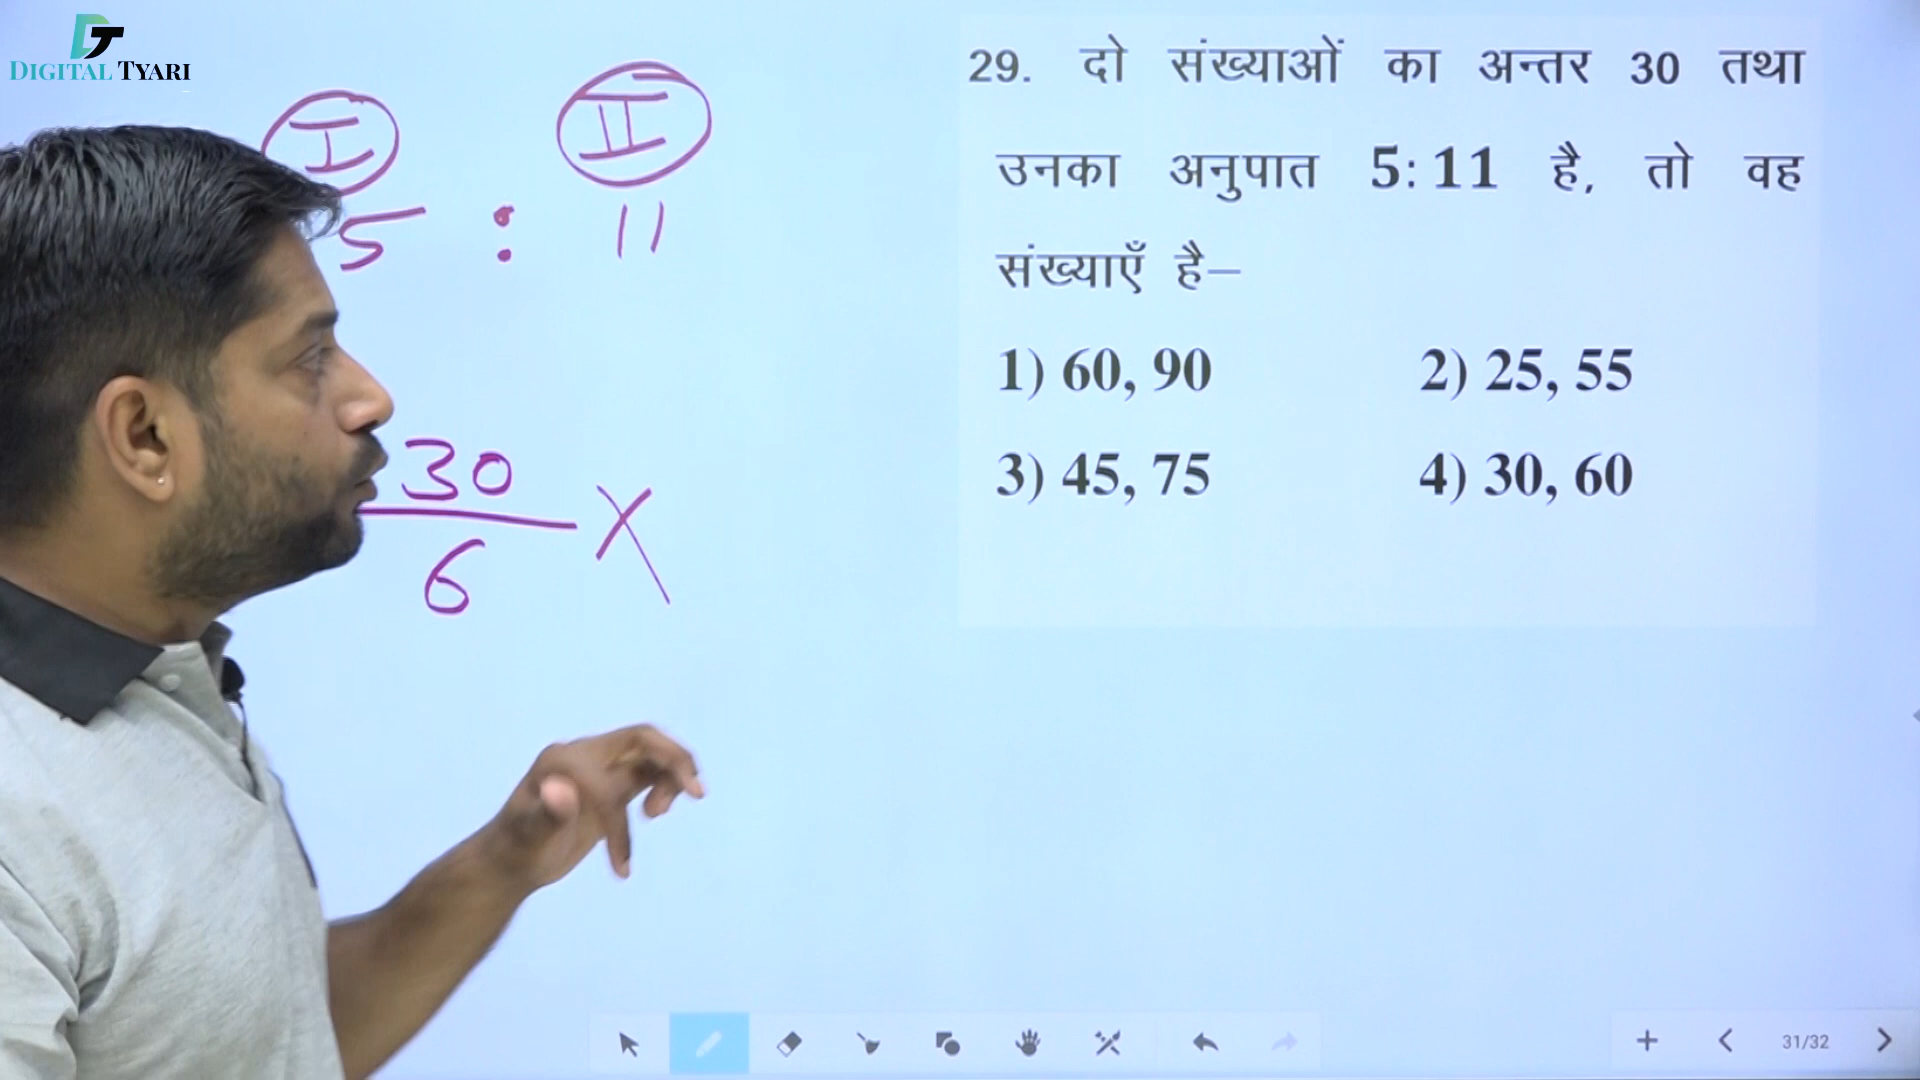 DIGITAL TYARI
I II
5 : 11
30
6 X
29. दो संख्याओं का अन्तर 30 तथा
उनका अनुपात 5: 11 है, तो वह
संख्याएँ है–
1) 60, 90 2) 25, 55
3) 45, 75 4) 30, 60
31/32